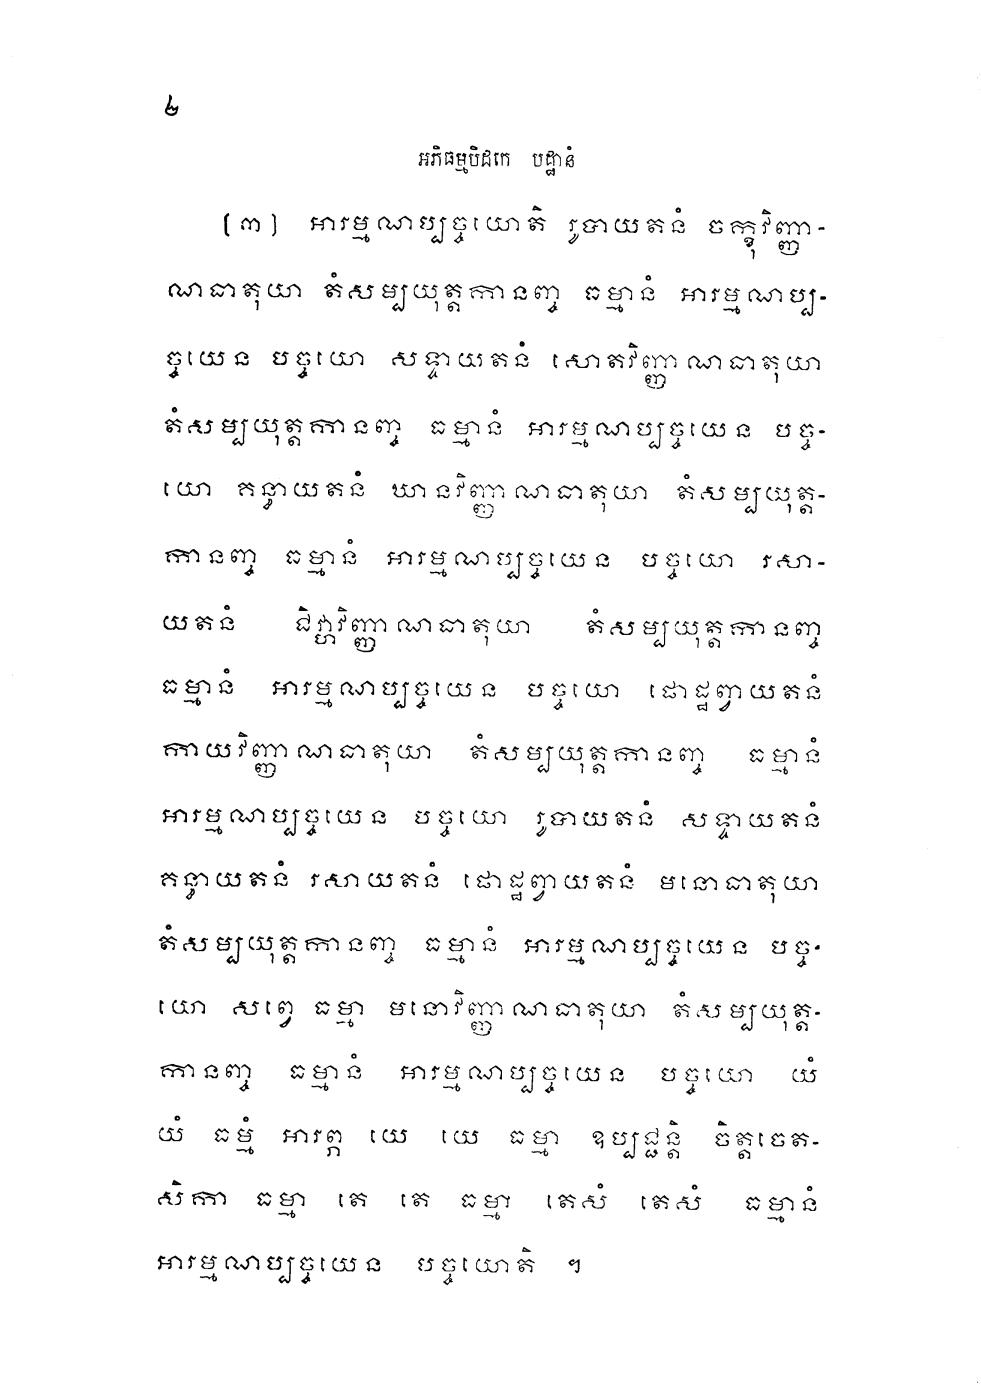 ៤
អភិធម្មបិដកេ បដ្ឋានំ
(៣) អារម្មណប្បច្ចយោតិ រូបាយតនំ ចក្ខុវិញ្ញា-
ណធាតុយា តំសម្បយុត្តកានញ្ច ធម្មានំ អារម្មណប្ប-
ច្ចយេន បច្ចយោ សទ្ទាយតនំ សោតវិញ្ញាណធាតុយា
តំសម្បយុត្តកានញ្ច ធម្មានំ អារម្មណប្បច្ចយេន បច្ច-
យោ គន្ធាយតនំ ឃានវិញ្ញាណធាតុយា តំសម្បយុត្ត-
កានញ្ច ធម្មានំ អារម្មណប្បច្ចយេន បច្ចយោ រសា-
យតនំ ជិវ្ហាវិញ្ញាណធាតុយា តំសម្បយុត្តកានញ្ច
ធម្មានំ អារម្មណប្បច្ចយេន បច្ចយោ ផោដ្ឋព្វាយតនំ
កាយវិញ្ញាណធាតុយា តំសម្បយុត្តកានញ្ច ធម្មានំ
អារម្មណប្បច្ចយេន បច្ចយោ រូបាយតនំ សទ្ទាយតនំ
គន្ធាយតនំ រសាយតនំ ផោដ្ឋព្វាយតនំ មនោធាតុយា
តំសម្បយុត្តកានញ្ច ធម្មានំ អារម្មណប្បច្ចយេន បច្ច-
យោ សព្វេ ធម្មា មនោវិញ្ញាណធាតុយា តំសម្បយុត្ត-
កានញ្ច ធម្មានំ អារម្មណប្បច្ចយេន បច្ចយោ យំ
យំ ធម្មំ អារព្ភ យេ យេ ធម្មា ឧប្បជ្ជន្តិ ចិត្តចេត-
សិកា ធម្មា តេ តេ ធម្មា តេសំ តេសំ ធម្មានំ
អារម្មណប្បច្ចយេន បច្ចយោតិ ។